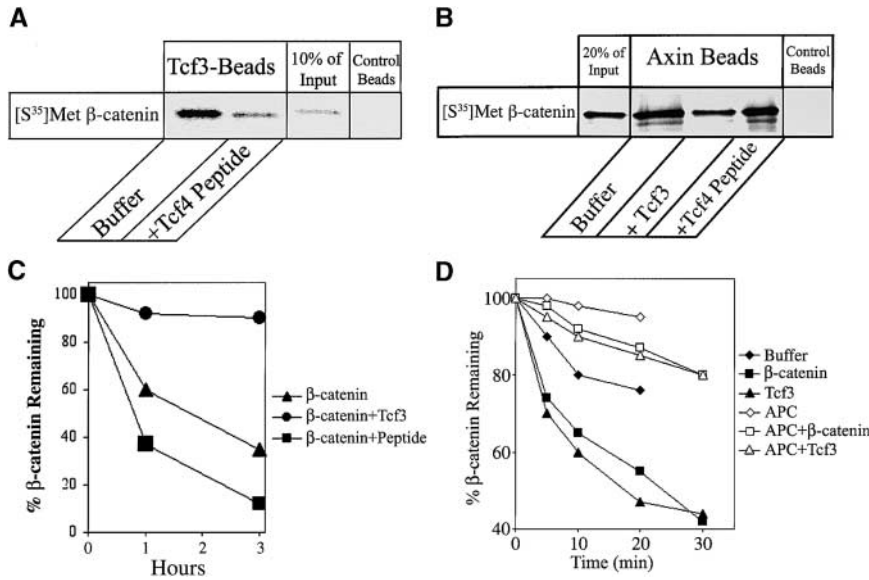 A
Tcf3-Beads
10% of
Input
Control
Beads
[S³⁵]Met β-catenin
Buffer
+Tcf4 Peptide
B
20% of
Input
Axin Beads
Control
Beads
[S³⁵]Met β-catenin
Buffer
+ Tcf3
+Tcf4 Peptide
C
% β-catenin Remaining
100
80
60
40
20
0
0
1
2
3
Hours
β-catenin
β-catenin+Tcf3
β-catenin+Peptide
D
% β-catenin Remaining
100
80
60
40
0
10
20
30
Time (min)
Buffer
β-catenin
Tcf3
APC
APC+β-catenin
APC+Tcf3